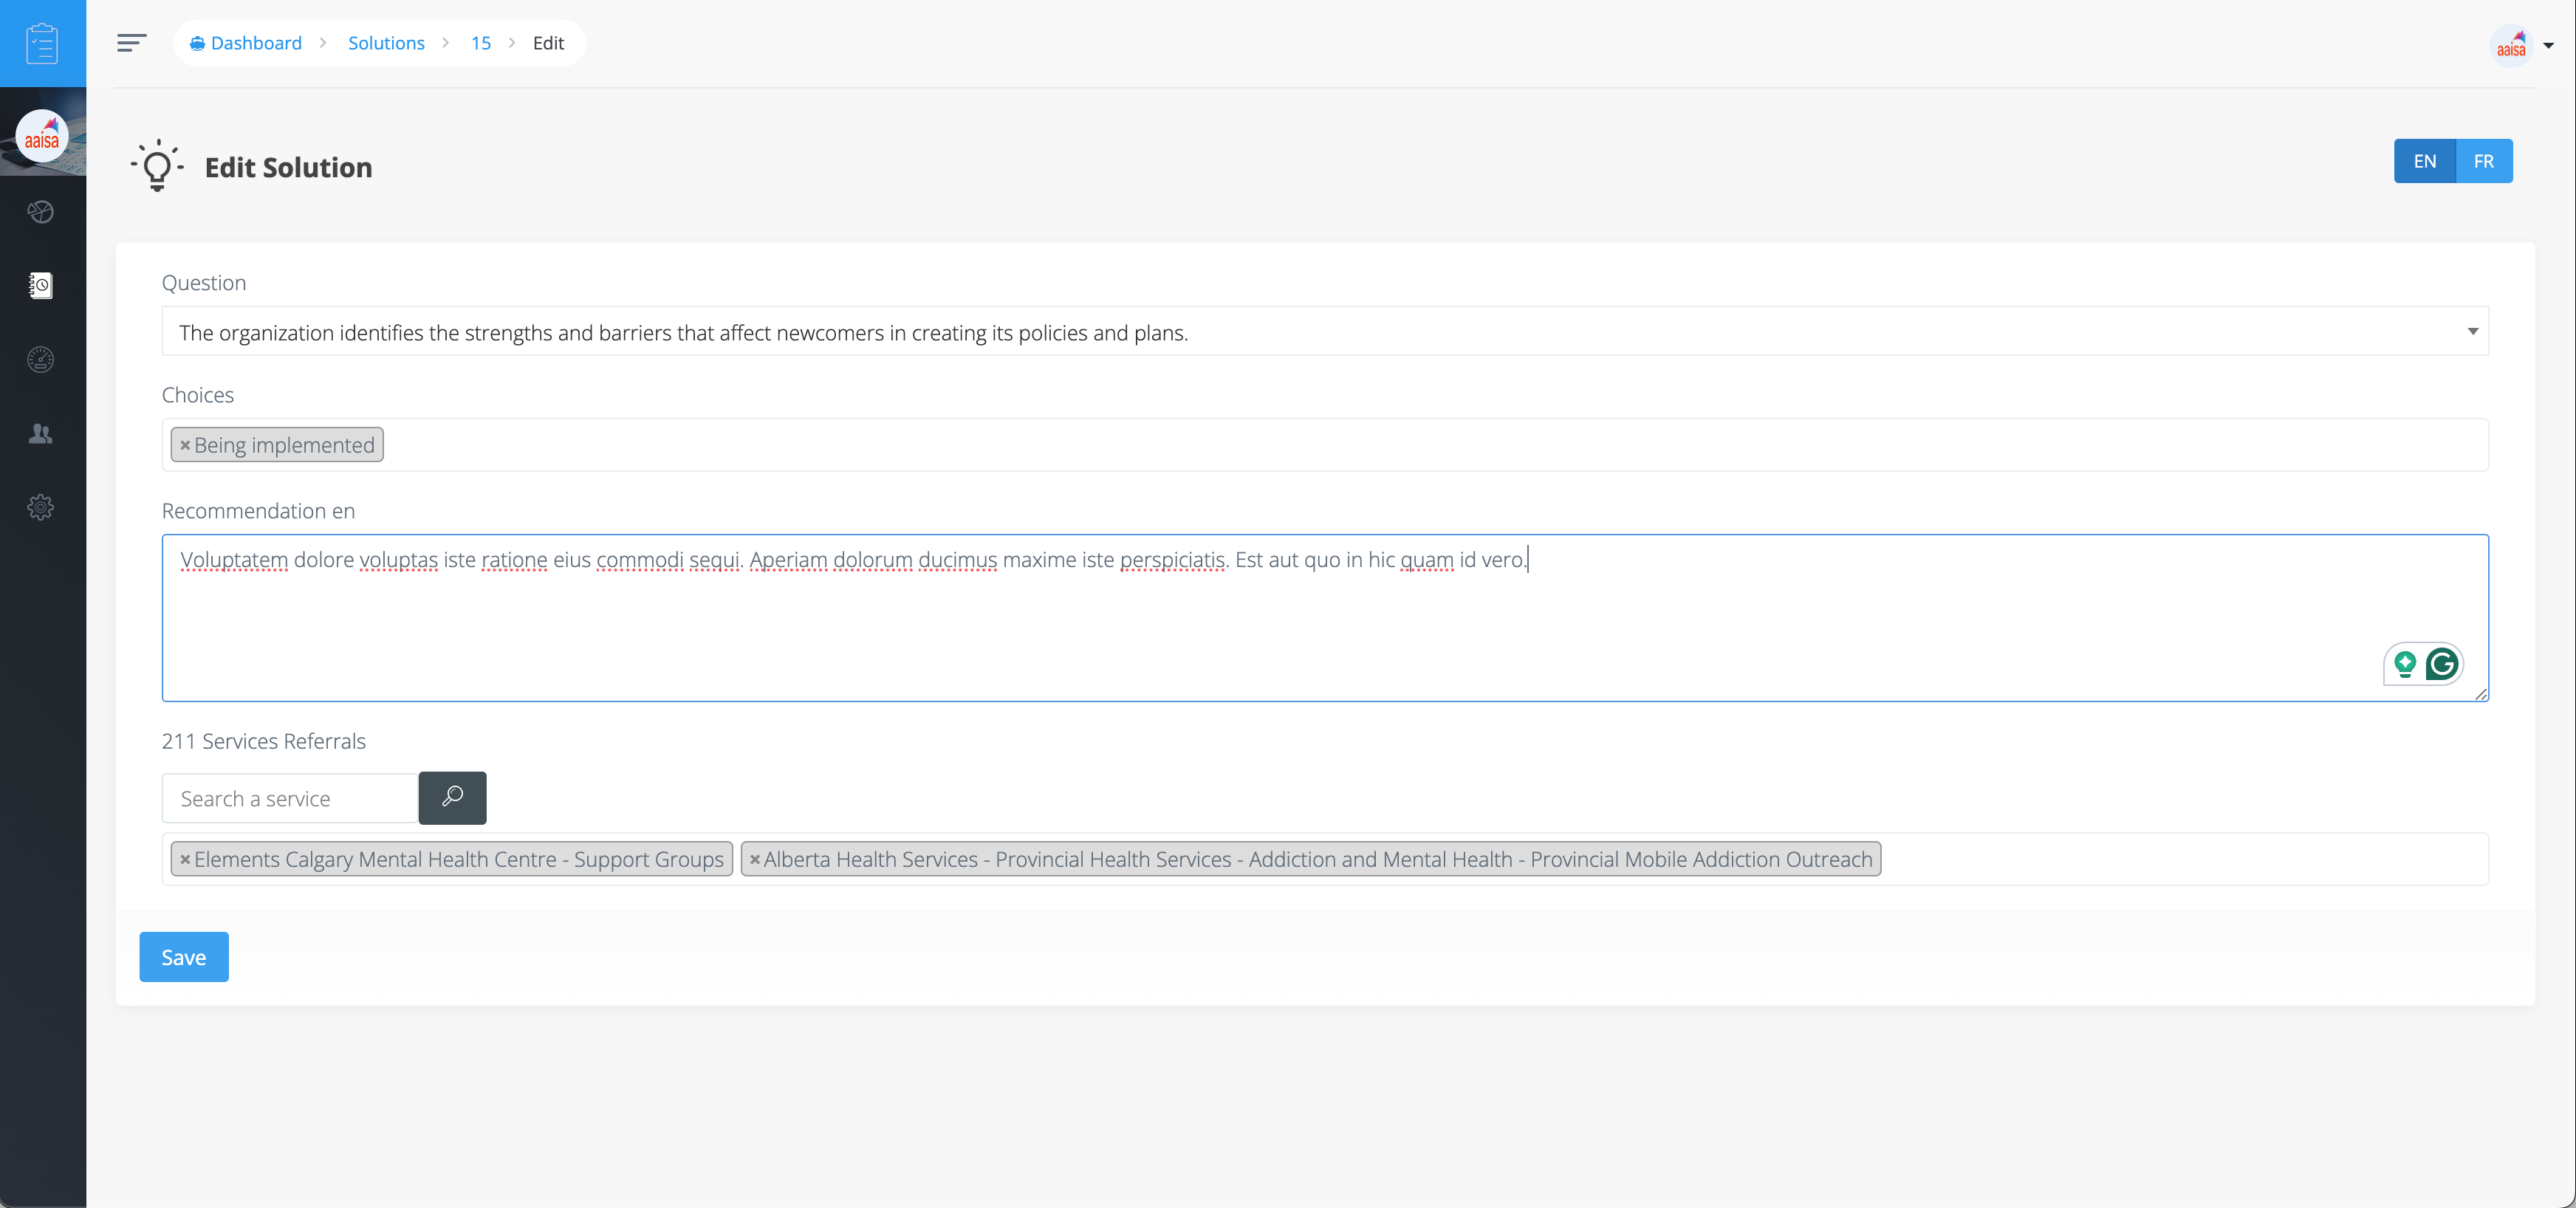 Dashboard > Solutions > 15 > Edit
aaisa
aaisa
Edit Solution
EN FR
Question
The organization identifies the strengths and barriers that affect newcomers in creating its policies and plans.
Choices
×Being implemented
Recommendation en
Voluptatem dolore voluptas iste ratione eius commodi sequi. Aperiam dolorum ducimus maxime iste perspiciatis. Est aut quo in hic quam id vero.
211 Services Referrals
Search a service
×Elements Calgary Mental Health Centre - Support Groups ×Alberta Health Services - Provincial Health Services - Addiction and Mental Health - Provincial Mobile Addiction Outreach
Save